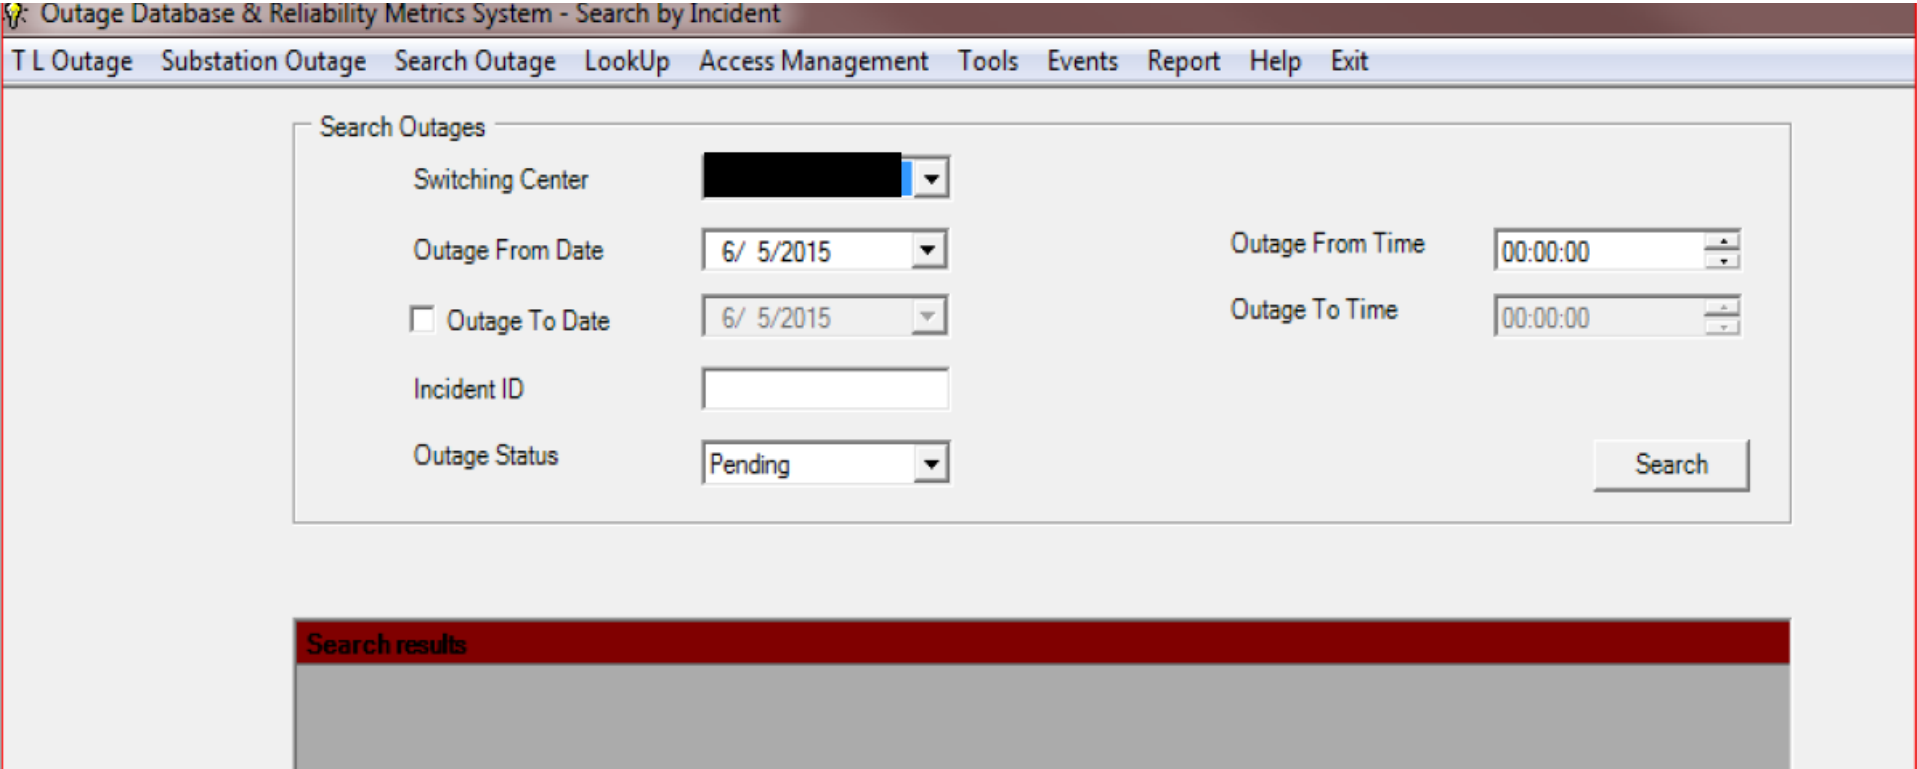 Outage Database & Reliability Metrics System - Search by Incident
T L Outage Substation Outage Search Outage LookUp Access Management Tools Events Report Help Exit
Search Outages
Switching Center
Outage From Date 6/ 5/2015 Outage From Time 00:00:00
Outage To Date 6/ 5/2015 Outage To Time 00:00:00
Incident ID
Outage Status Pending Search
Search results